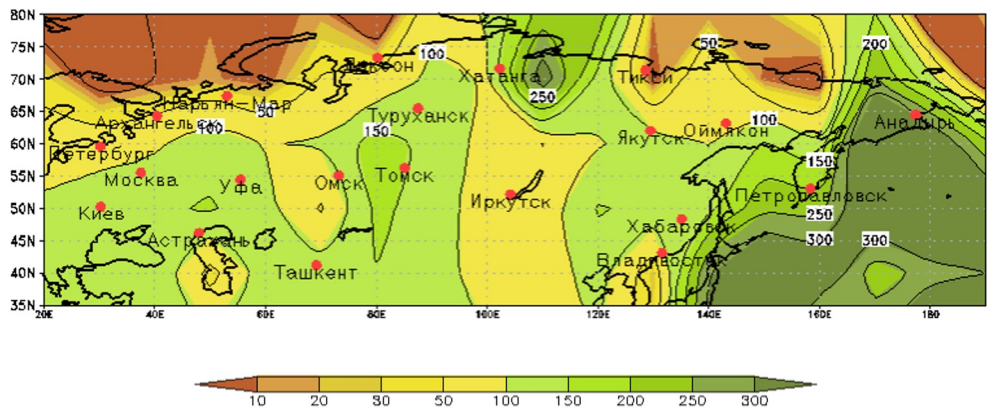 80N
75N
70N
65N
60N
55N
50N
45N
40N
35N
20E 40E 60E 80E 100E 120E 140E 160E 180
100
50
200
250
50
100
150
100
150
250
300
300
Диксон
Хатанга
Тикси
Нарьян-Мар
Архангельск
Туруханск
Якутск
Оймякон
Анадырь
Петербург
Москва
Уфа
Омск
Томск
Иркутск
Петропавловск
Киев
Астрахань
Хабаровск
Ташкент
Владивосток
10 20 30 50 100 150 200 250 300